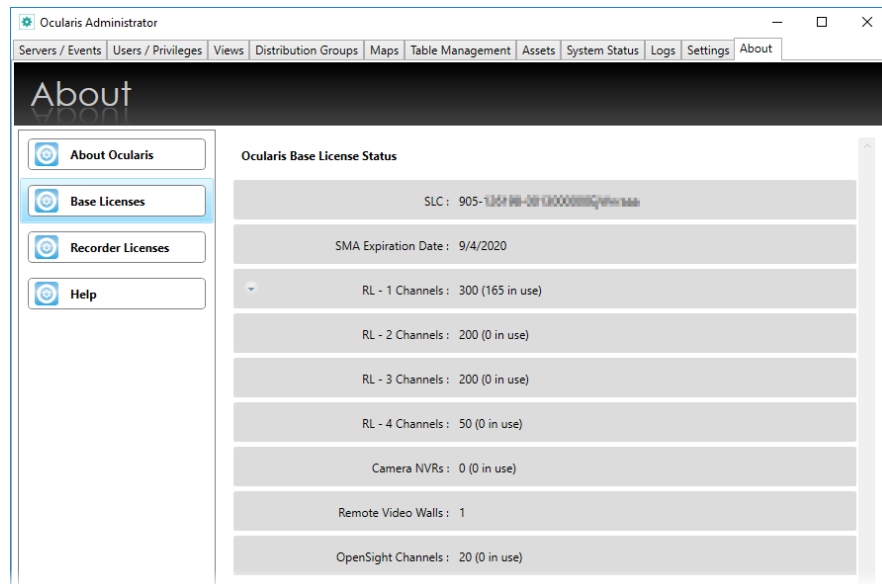 Ocularis Administrator
Servers / Events Users / Privileges Views Distribution Groups Maps Table Management Assets System Status Logs Settings About
About
About Ocularis
Base Licenses
Recorder Licenses
Help
Ocularis Base License Status
SLC : 905-
SMA Expiration Date : 9/4/2020
RL - 1 Channels : 300 (165 in use)
RL - 2 Channels : 200 (0 in use)
RL - 3 Channels : 200 (0 in use)
RL - 4 Channels : 50 (0 in use)
Camera NVRs : 0 (0 in use)
Remote Video Walls : 1
OpenSight Channels : 20 (0 in use)